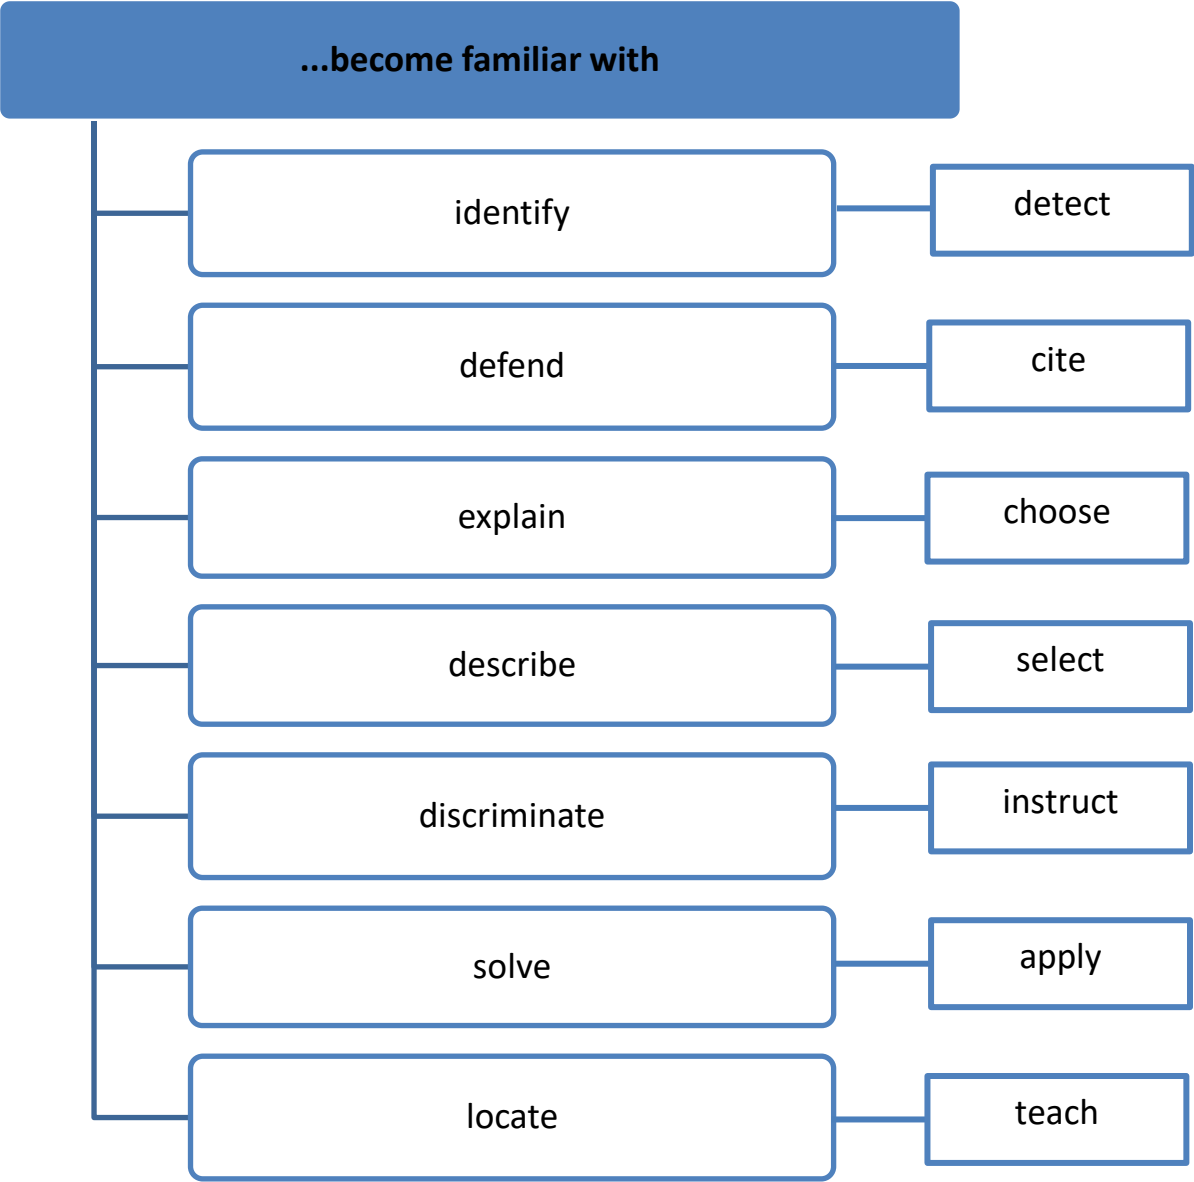 ...become familiar with
identify
detect
defend
cite
explain
choose
describe
select
discriminate
instruct
solve
apply
locate
teach